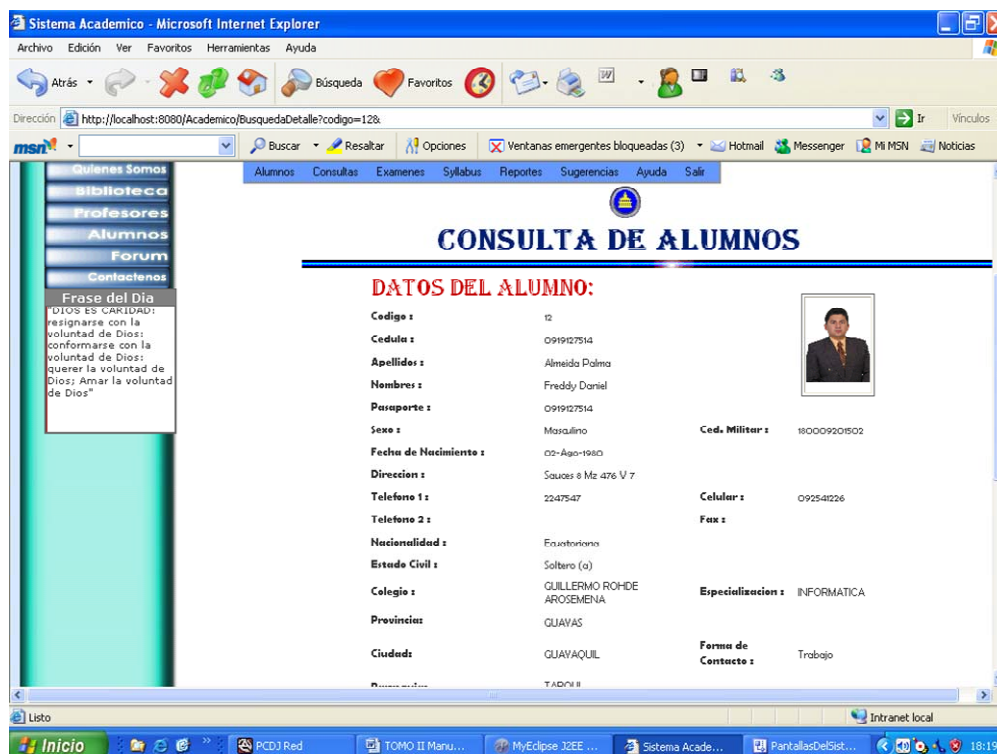 Sistema Academico - Microsoft Internet Explorer
Archivo Edición Ver Favoritos Herramientas Ayuda
Atrás Búsqueda Favoritos
Dirección http://localhost:8080/Academico/BusquedaDetalle?codigo=12& Ir Vínculos
msn Buscar Resaltar Opciones Ventanas emergentes bloqueadas (3) Hotmail Messenger Mi MSN Noticias
Quienes Somos
Biblioteca
Profesores
Alumnos
Forum
Contactenos
Frase del Dia
"DIOS ES CARIDAD:
resignarse con la
voluntad de Dios:
conformarse con la
voluntad de Dios:
querer la voluntad de
Dios; Amar la voluntad
de Dios"
Alumnos Consultas Examenes Syllabus Reportes Sugerencias Ayuda Salir
CONSULTA DE ALUMNOS
DATOS DEL ALUMNO:
Codigo : 12
Cedula : 0919127514
Apellidos : Almeida Palma
Nombres : Freddy Daniel
Pasaporte : 0919127514
Sexo : Masculino Ced. Militar : 180009201502
Fecha de Nacimiento : 02-Ago-1980
Direccion : Sauces 8 Mz 476 V 7
Telefono 1 : 2247547 Celular : 092541226
Telefono 2 : Fax :
Nacionalidad : Ecuatoriana
Estado Civil : Soltero (a)
Colegio : GUILLERMO ROHDE
AROSEMENA Especializacion : INFORMATICA
Provincia: GUAYAS
Ciudad: GUAYAQUIL Forma de
Contacto : Trabajo
TARQUI
Listo Intranet local
Inicio PCDJ Red TOMO II Manu... MyEclipse J2EE ... Sistema Acade... PantallasDelSist...